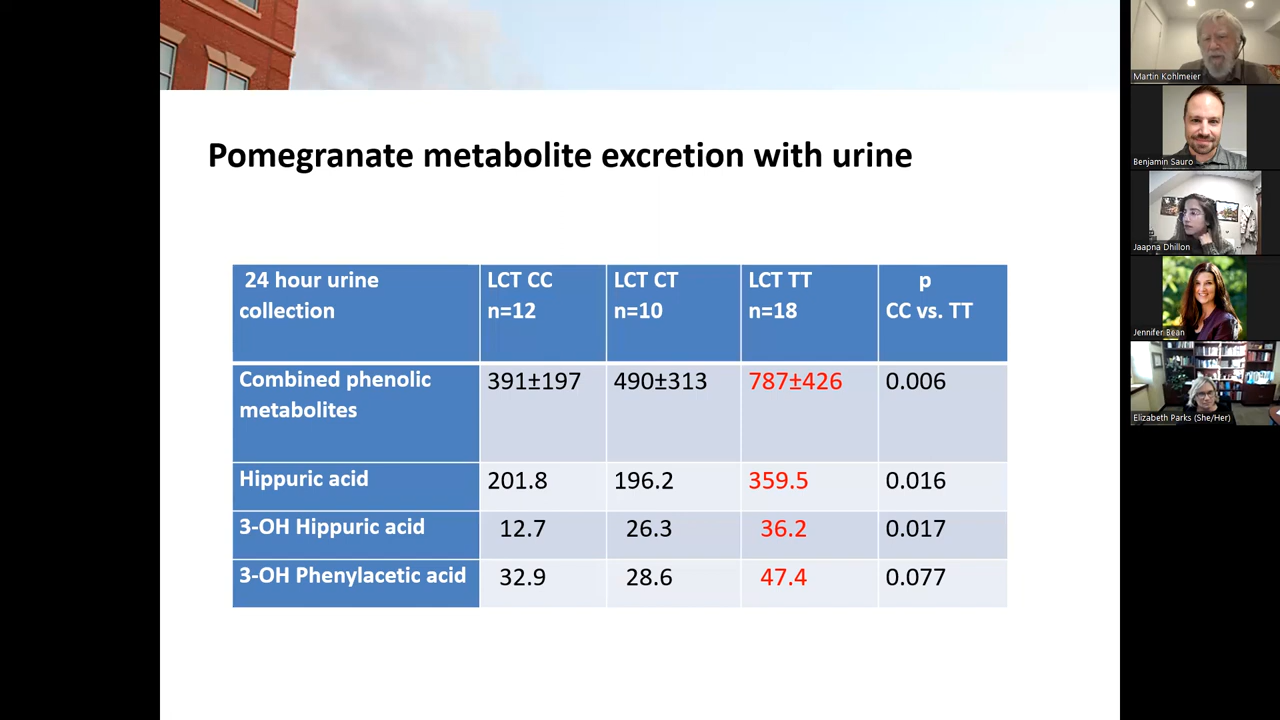 Pomegranate metabolite excretion with urine
24 hour urine collection LCT CC n=12 LCT CT n=10 LCT TT n=18 p CC vs. TT
Combined phenolic metabolites 391±197 490±313 787±426 0.006
Hippuric acid 201.8 196.2 359.5 0.016
3-OH Hippuric acid 12.7 26.3 36.2 0.017
3-OH Phenylacetic acid 32.9 28.6 47.4 0.077
Martin Kohlmeier
Benjamin Sauro
Jaapna Dhillon
Jennifer Bean
Elizabeth Parks (She/Her)